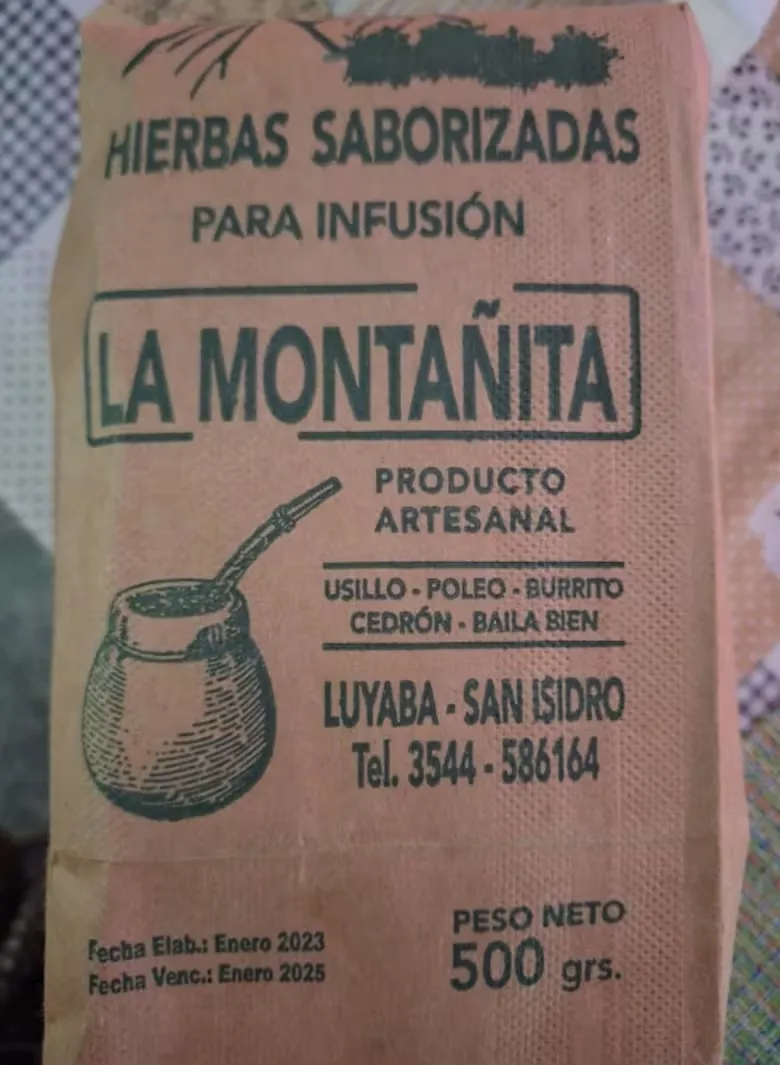 HIERBAS SABORIZADAS
PARA INFUSIÓN
LA MONTAÑITA
PRODUCTO
ARTESANAL
USILLO - POLEO - BURRITO
CEDRÓN - BAILA BIEN
LUYABA - SAN ISIDRO
Tel. 3544 - 586164
Fecha Elab.: Enero 2023
Fecha Venc.: Enero 2025
PESO NETO
500 grs.